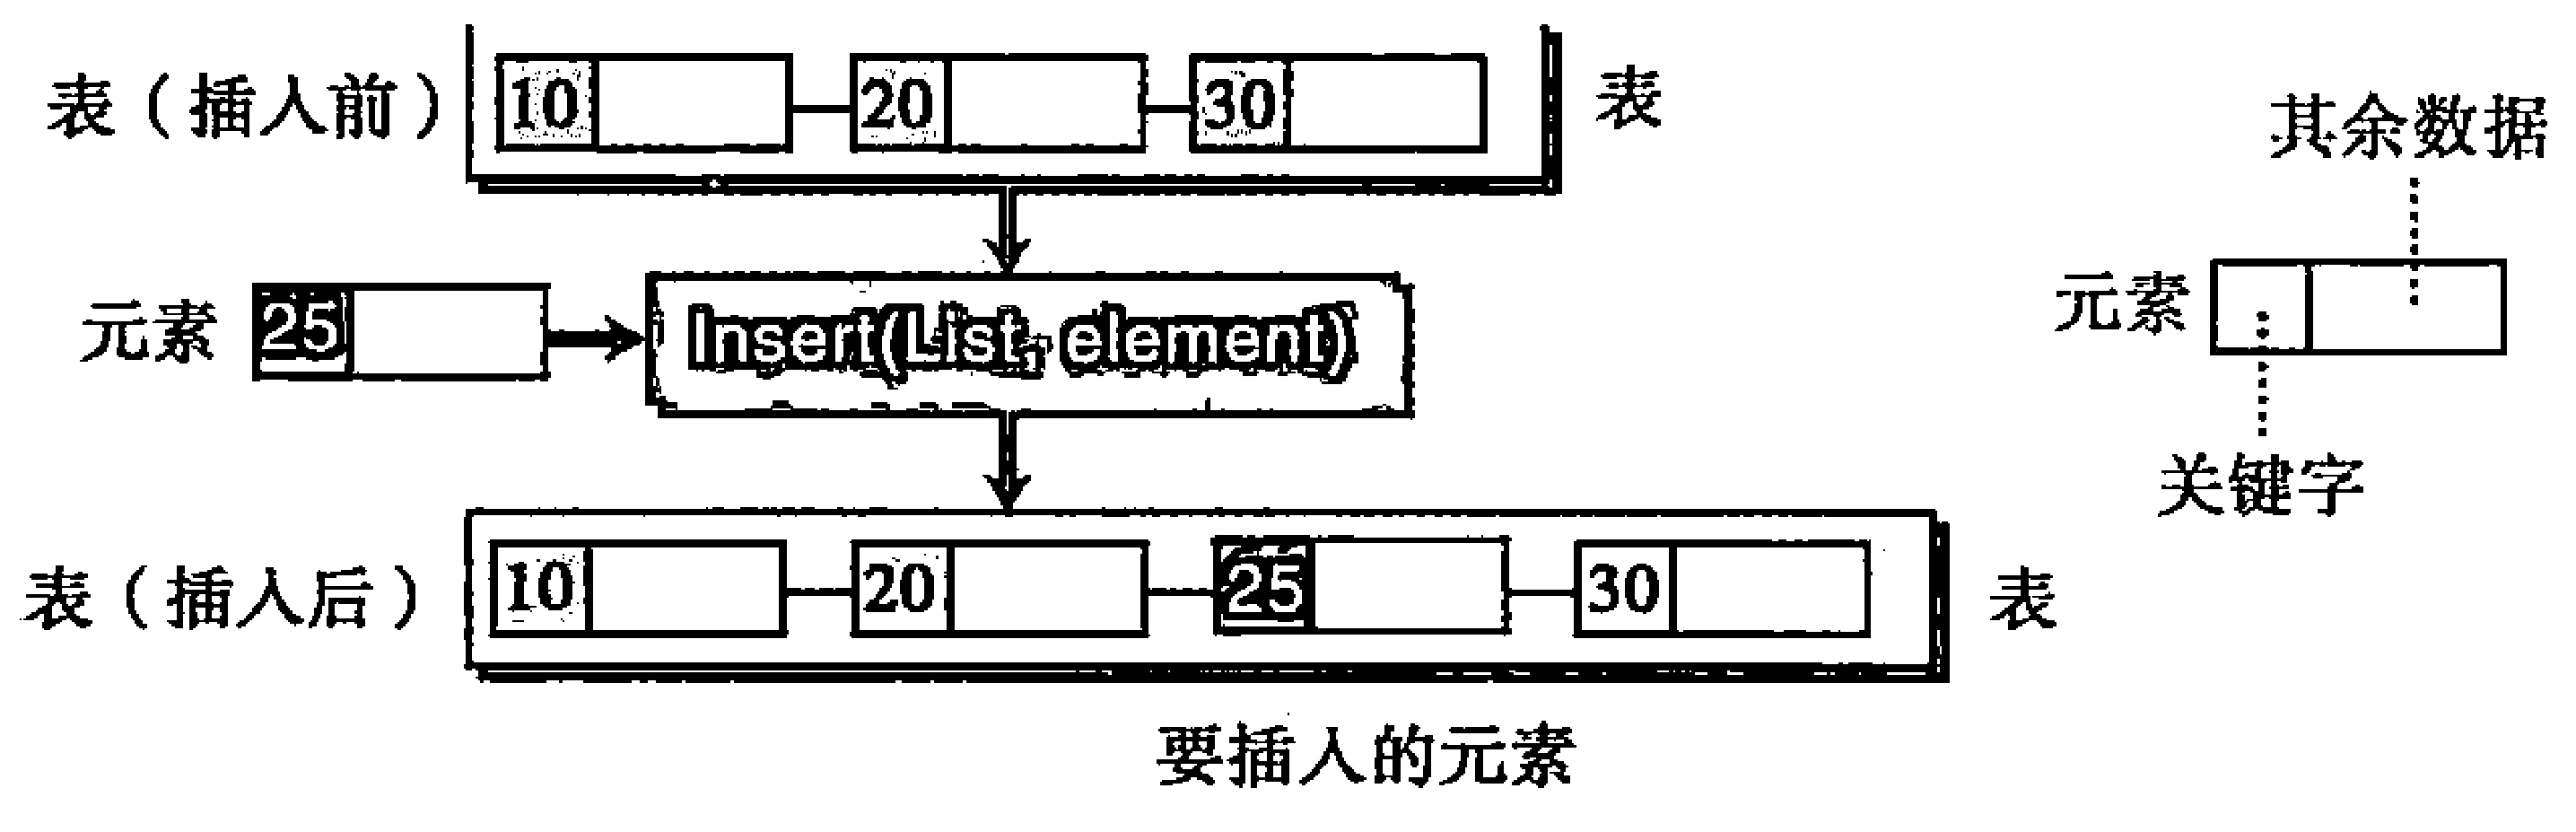 表（插入前）
10
20
30
表
其余数据
元素
25
Insert(List, element)
元素
关键字
表（插入后）
10
20
25
30
表
要插入的元素